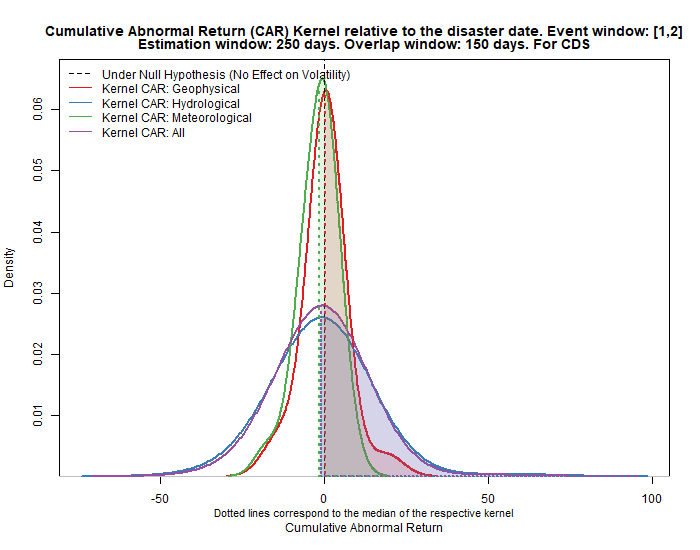 Cumulative Abnormal Return (CAR) Kernel relative to the disaster date. Event window: [1,2]
Estimation window: 250 days. Overlap window: 150 days. For CDS
Under Null Hypothesis (No Effect on Volatility)
Kernel CAR: Geophysical
Kernel CAR: Hydrological
Kernel CAR: Meteorological
Kernel CAR: All
0.06
0.05
0.04
0.03
0.02
0.01
Density
-50 0 50 100
Dotted lines correspond to the median of the respective kernel
Cumulative Abnormal Return